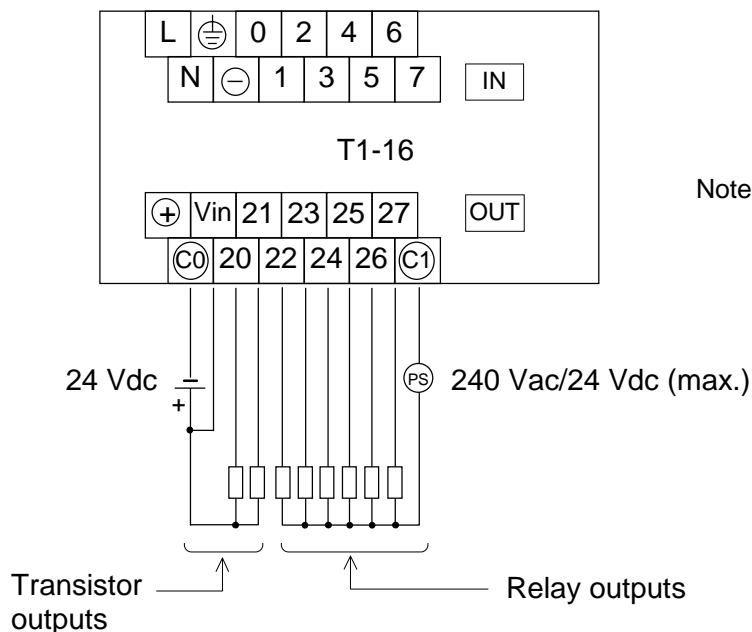 L ⏚ 0 2 4 6
N ⊖ 1 3 5 7 IN
T1-16
Note
⊕ Vin 21 23 25 27 OUT
C0 20 22 24 26 C1
24 Vdc − PS 240 Vac/24 Vdc (max.)
+
Transistor Relay outputs
outputs